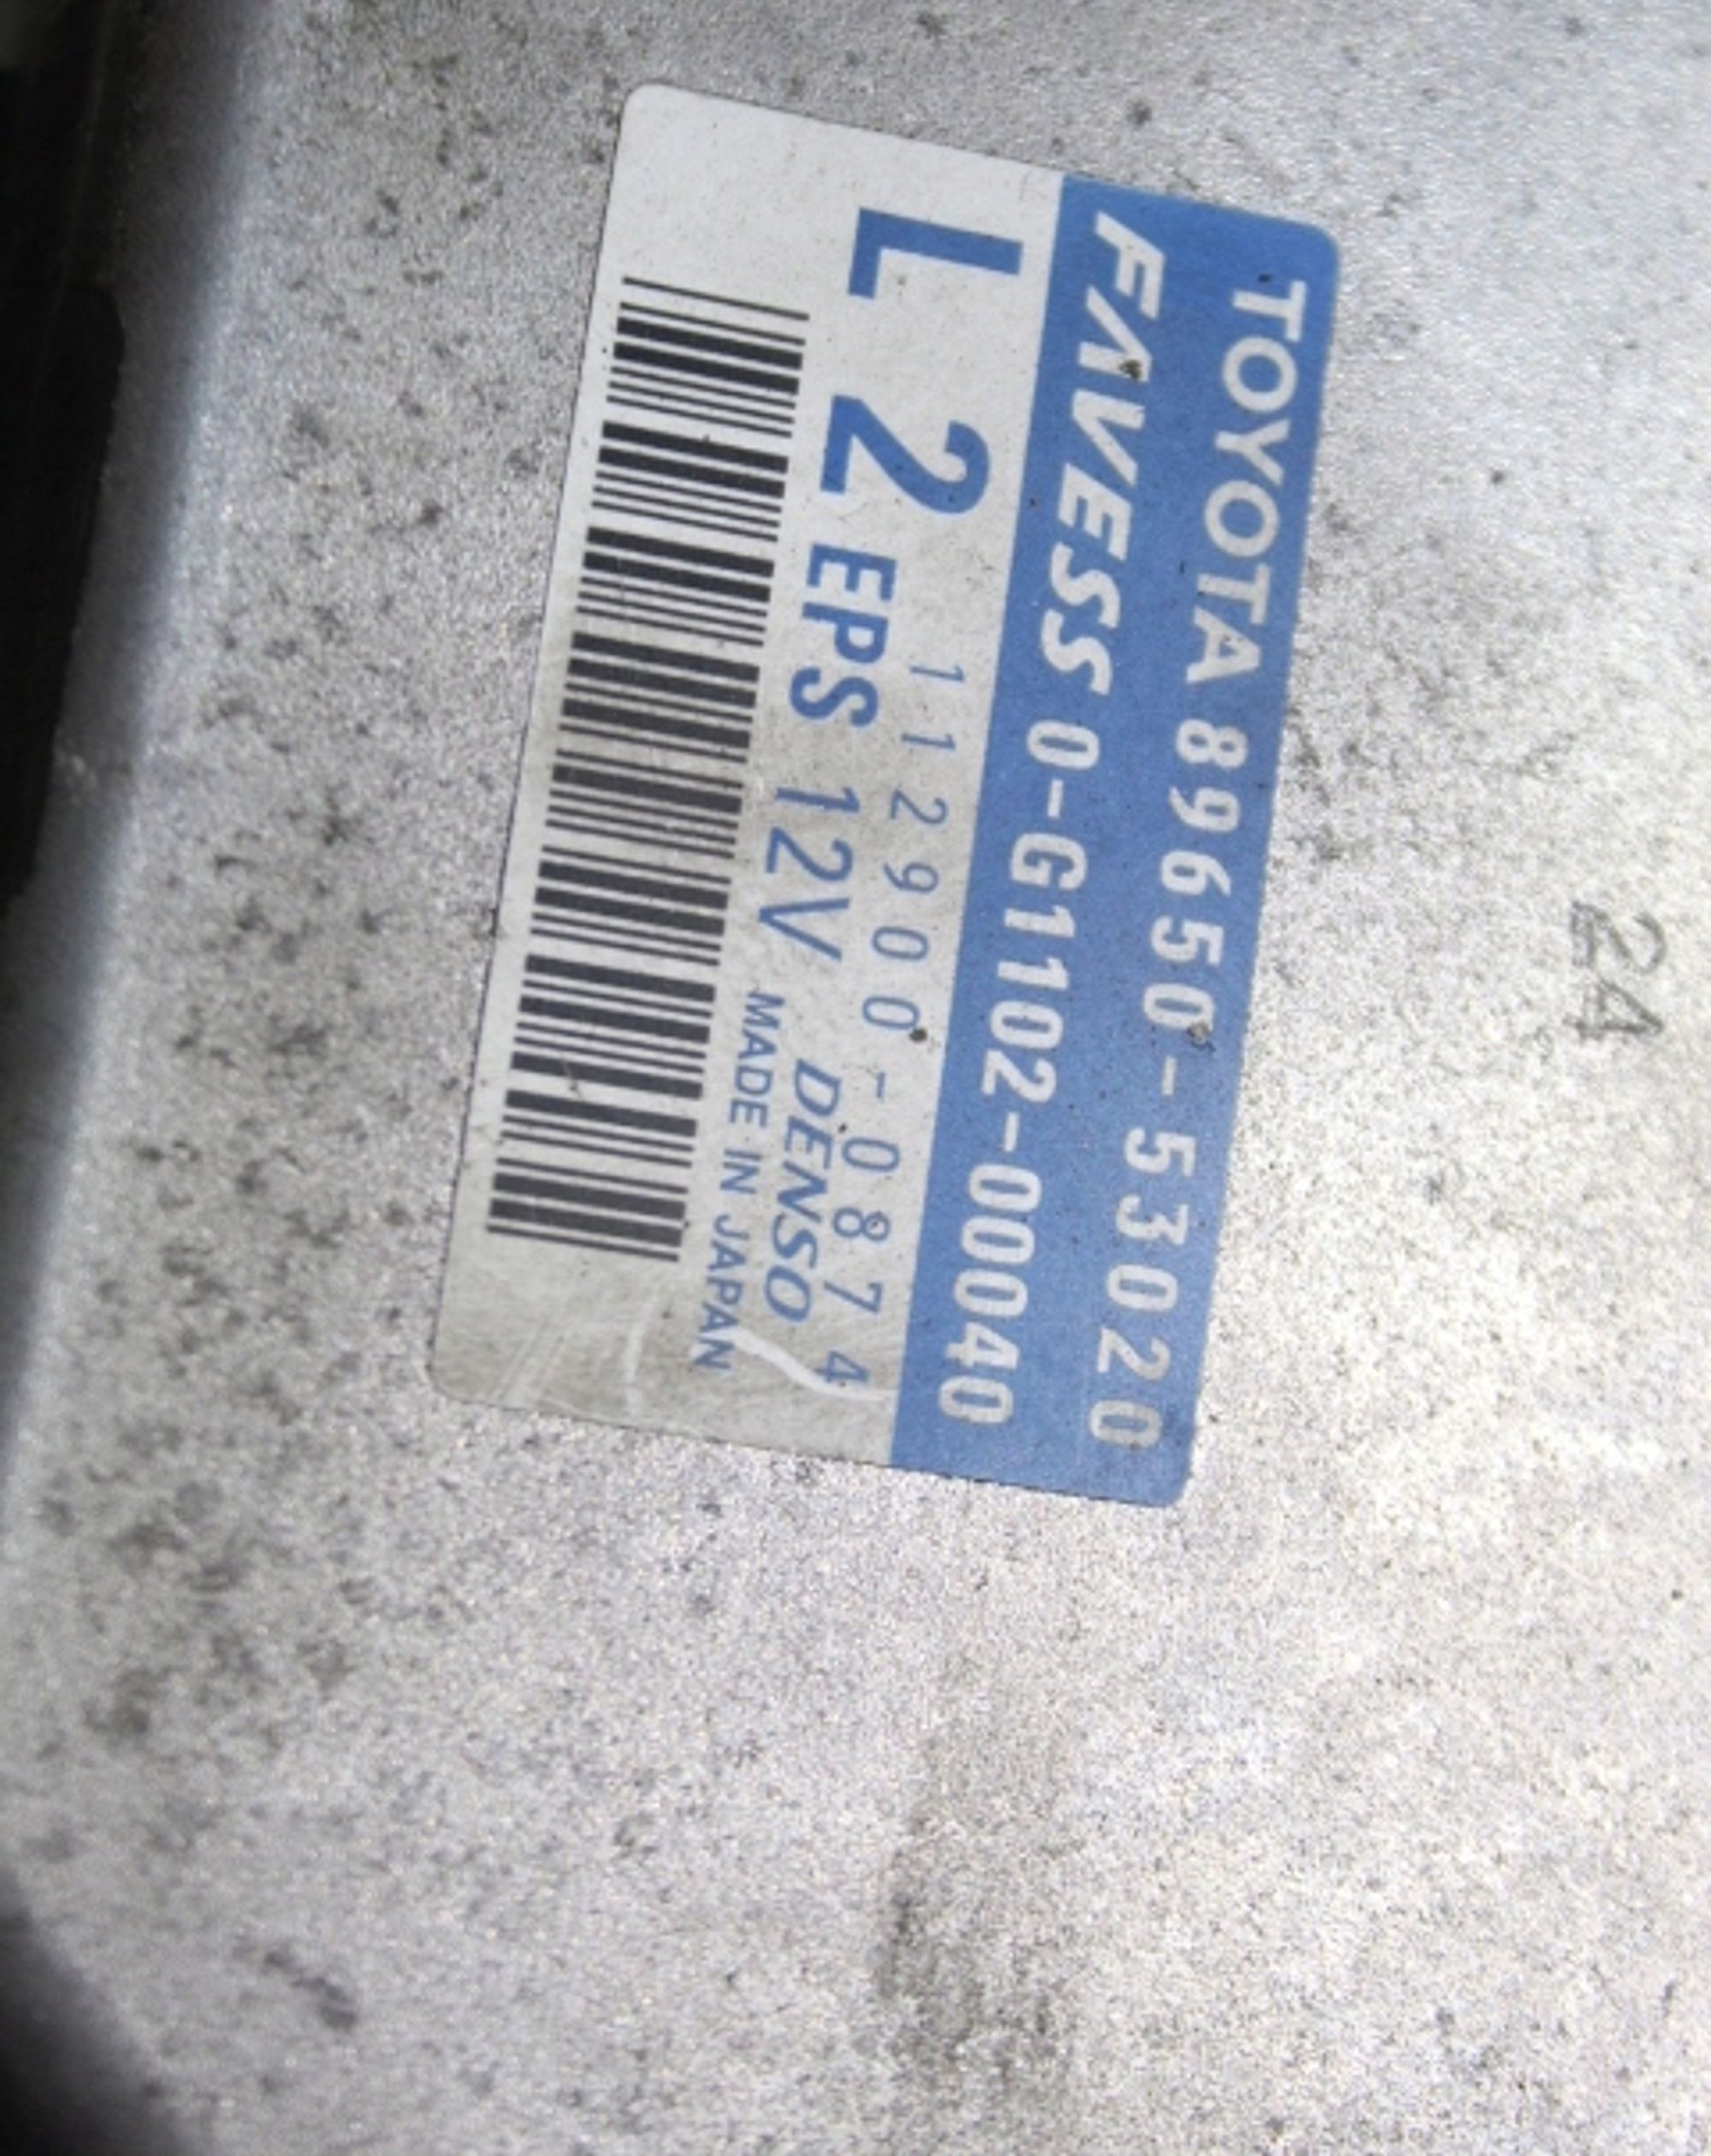 TOYOTA 89650-53020
FAVESS 0-G1102-00040
L 2
112900-0874
EPS 12V
DENSO
MADE IN JAPAN
24